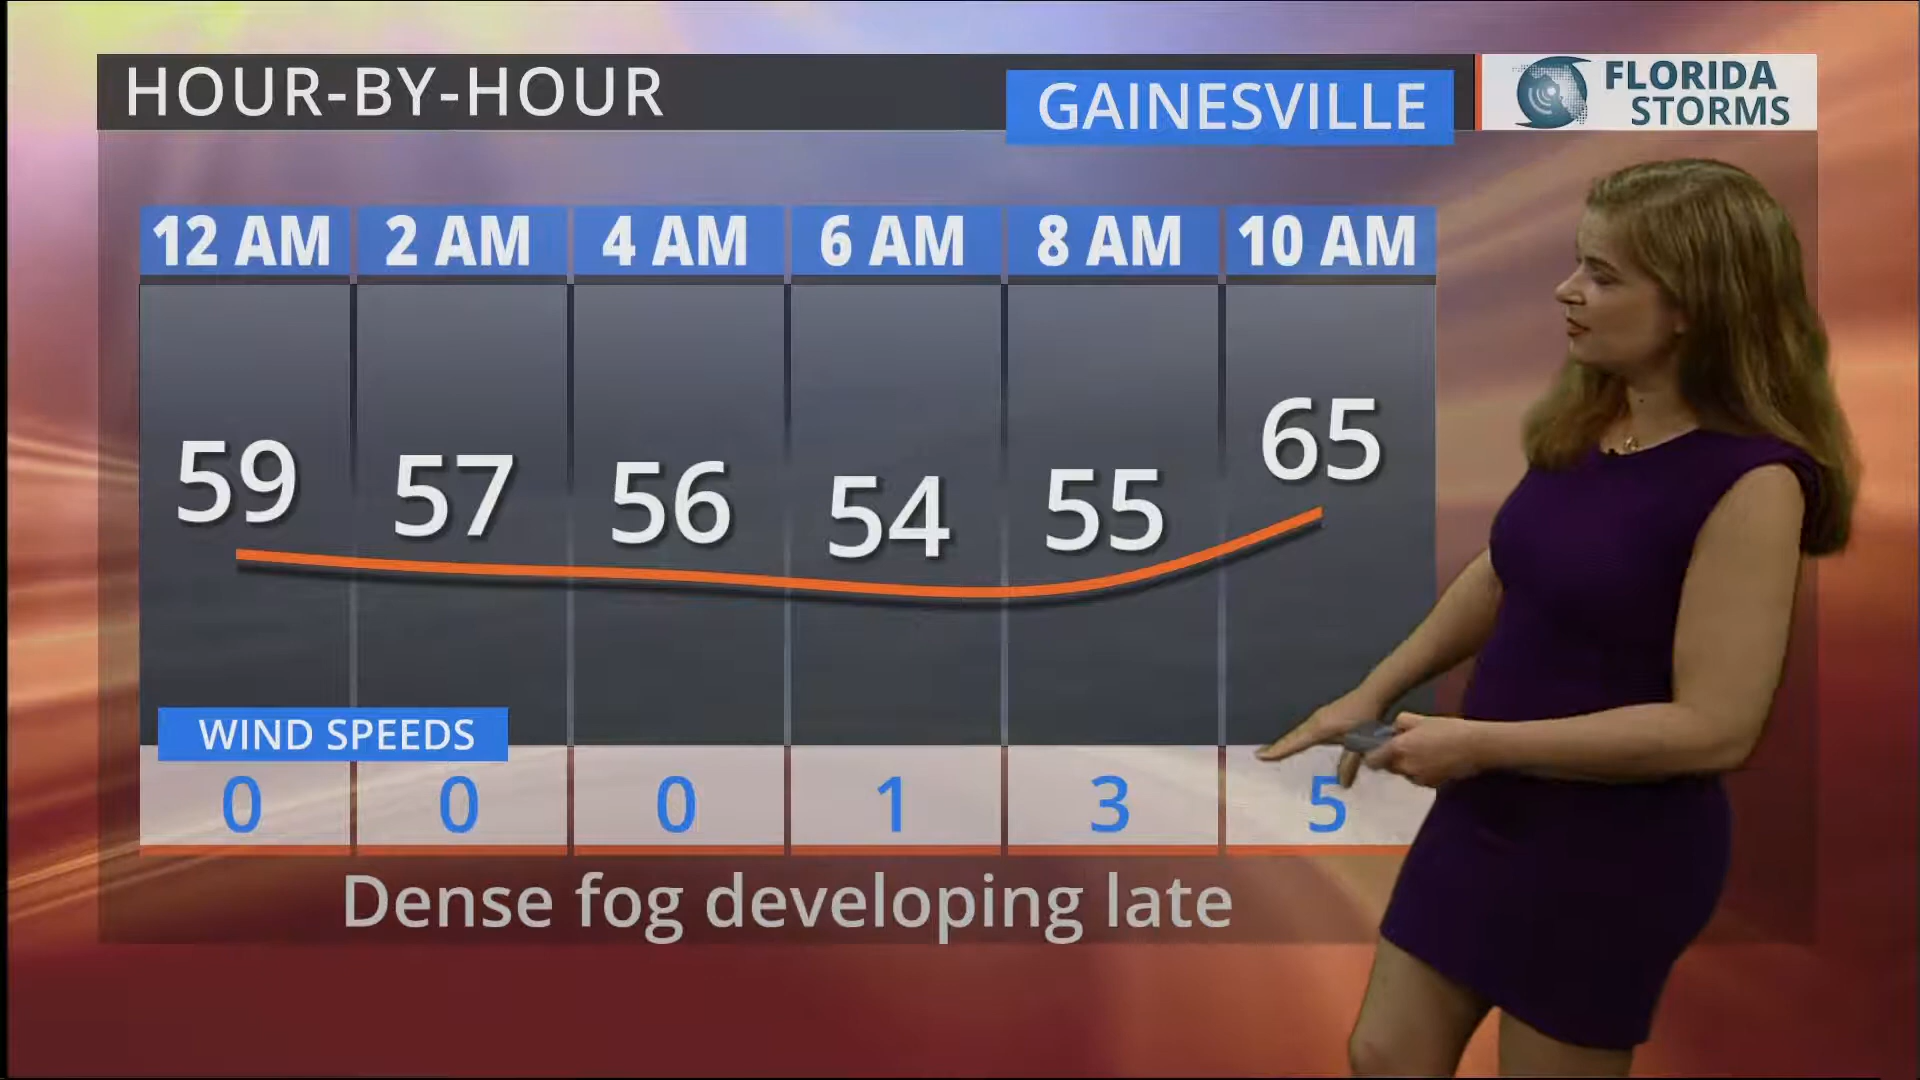 HOUR-BY-HOUR
GAINESVILLE
FLORIDA
STORMS
12 AM 2 AM 4 AM 6 AM 8 AM 10 AM
59 57 56 54 55 65
WIND SPEEDS
0 0 0 1 3 5
Dense fog developing late